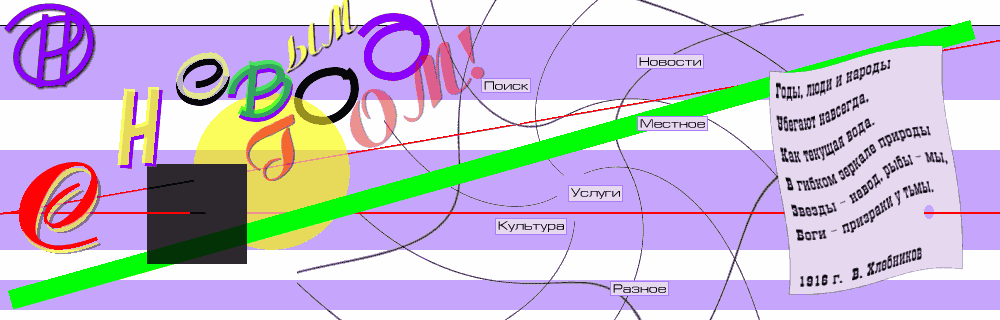 С Новым Годом!
Поиск
Новости
Местное
Услуги
Культура
Разное
Годы, люди и народы
Убегают навсегда,
Как текущая вода.
В гибком зеркале природы
Звезды – невод, рыбы – мы,
Боги – призраки у тьмы.
1916 г. В. Хлебников